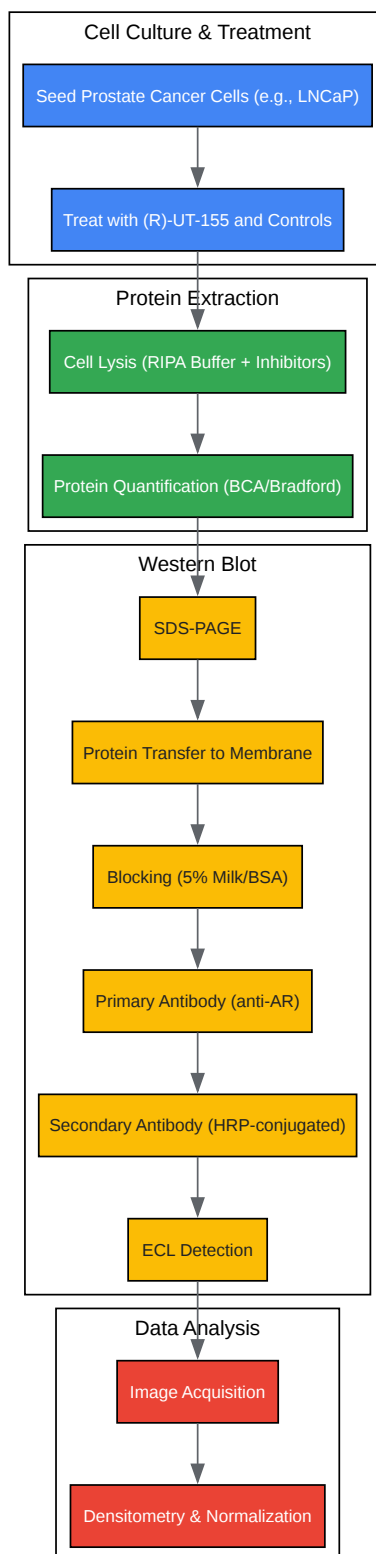 Cell Culture & Treatment
Seed Prostate Cancer Cells (e.g., LNCaP)
Treat with (R)-UT-155 and Controls
Protein Extraction
Cell Lysis (RIPA Buffer + Inhibitors)
Protein Quantification (BCA/Bradford)
Western Blot
SDS-PAGE
Protein Transfer to Membrane
Blocking (5% Milk/BSA)
Primary Antibody (anti-AR)
Secondary Antibody (HRP-conjugated)
ECL Detection
Data Analysis
Image Acquisition
Densitometry & Normalization